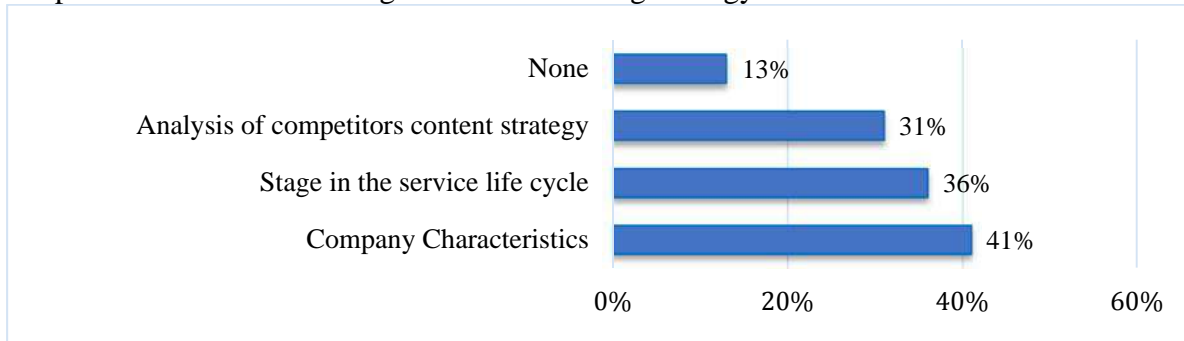 None
13%
Analysis of competitors content strategy
31%
Stage in the service life cycle
36%
Company Characteristics
41%
0% 20% 40% 60%